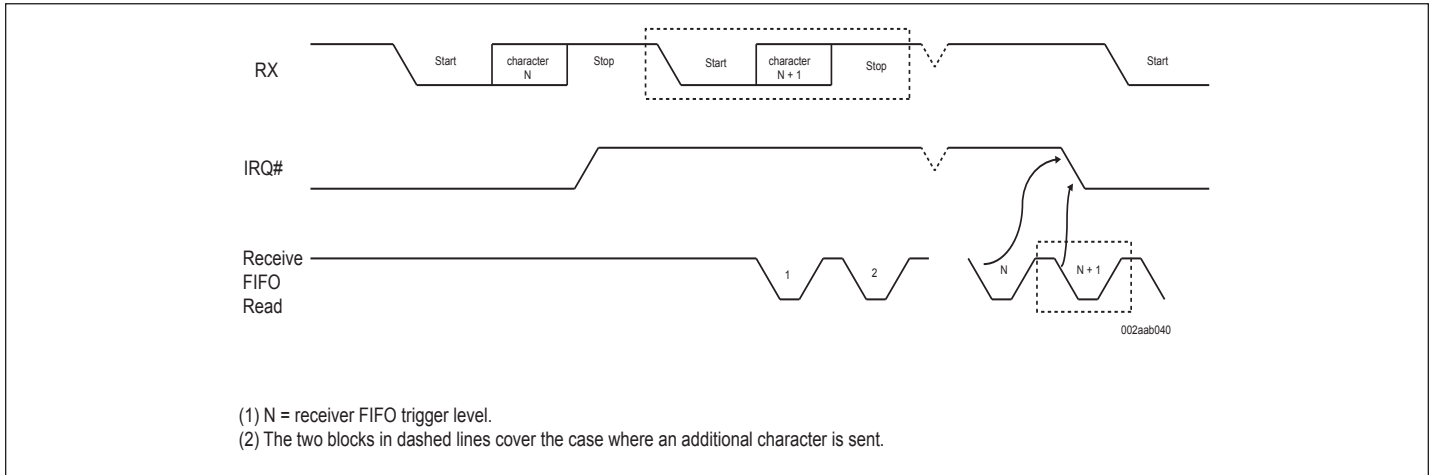 RX
Start
character
N
Stop
Start
character
N + 1
Stop
Start
IRQ#
Receive
FIFO
Read
1
2
N
N + 1
002aab040
(1) N = receiver FIFO trigger level.
(2) The two blocks in dashed lines cover the case where an additional character is sent.